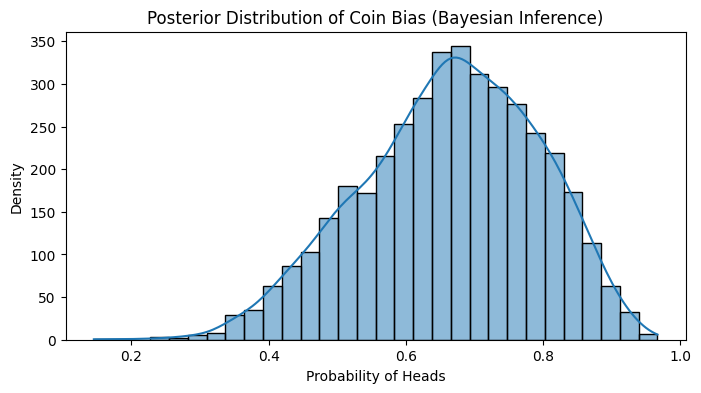 Posterior Distribution of Coin Bias (Bayesian Inference)
350
300
250
200
150
100
50
0
Density
0.2 0.4 0.6 0.8 1.0
Probability of Heads